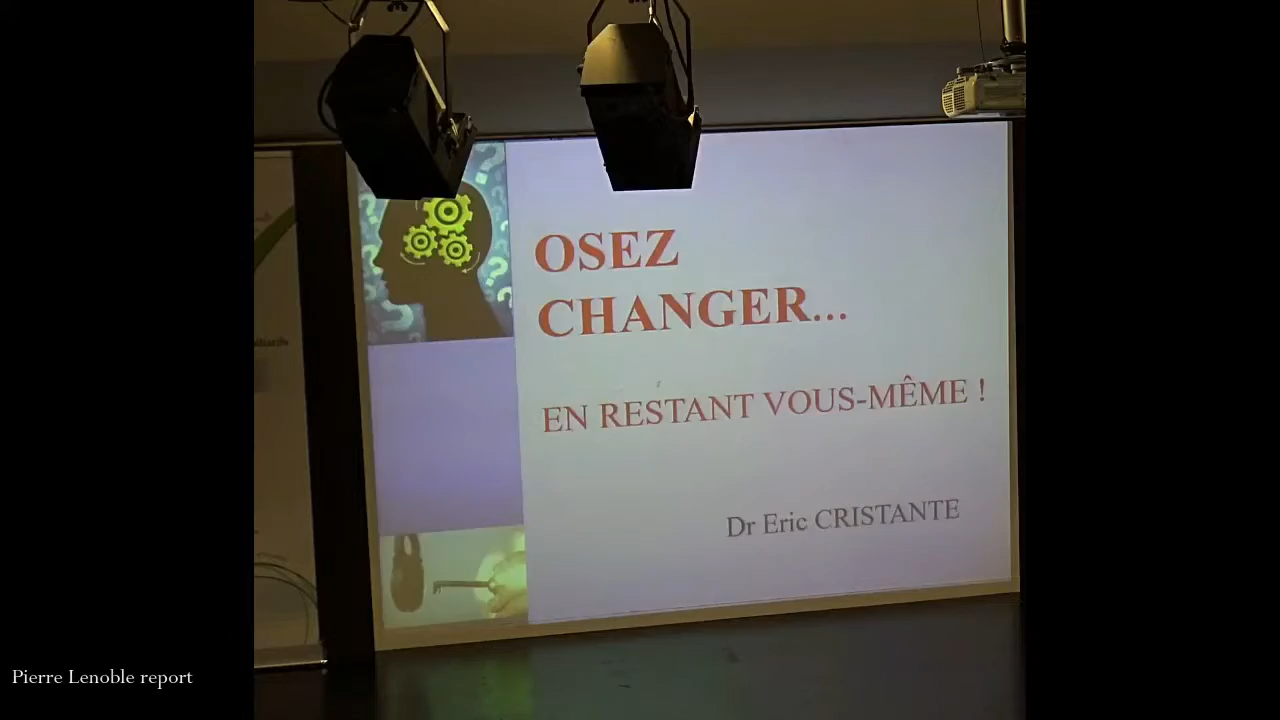 OSEZ
CHANGER...
EN RESTANT VOUS-MÊME !
Dr Eric CRISTANTE
Pierre Lenoble report